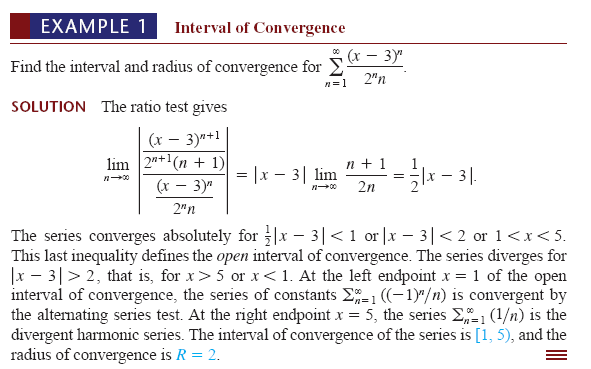 EXAMPLE 1 Interval of Convergence
Find the interval and radius of convergence for $\sum_{n=1}^{\infty} \frac{(x-3)^n}{2^n n}$.
SOLUTION The ratio test gives
$\lim_{n\to\infty} \left| \frac{\frac{(x-3)^{n+1}}{2^{n+1}(n+1)}}{\frac{(x-3)^n}{2^n n}} \right| = |x-3| \lim_{n\to\infty} \frac{n+1}{2n} = \frac{1}{2}|x-3|.$
The series converges absolutely for $\frac{1}{2}|x-3| < 1$ or $|x-3| < 2$ or $1 < x < 5$.
This last inequality defines the open interval of convergence. The series diverges for
$|x-3| > 2$, that is, for $x > 5$ or $x < 1$. At the left endpoint $x = 1$ of the open
interval of convergence, the series of constants $\sum_{n=1}^{\infty} ((-1)^n/n)$ is convergent by
the alternating series test. At the right endpoint $x = 5$, the series $\sum_{n=1}^{\infty} (1/n)$ is the
divergent harmonic series. The interval of convergence of the series is [1, 5), and the
radius of convergence is $R = 2$.